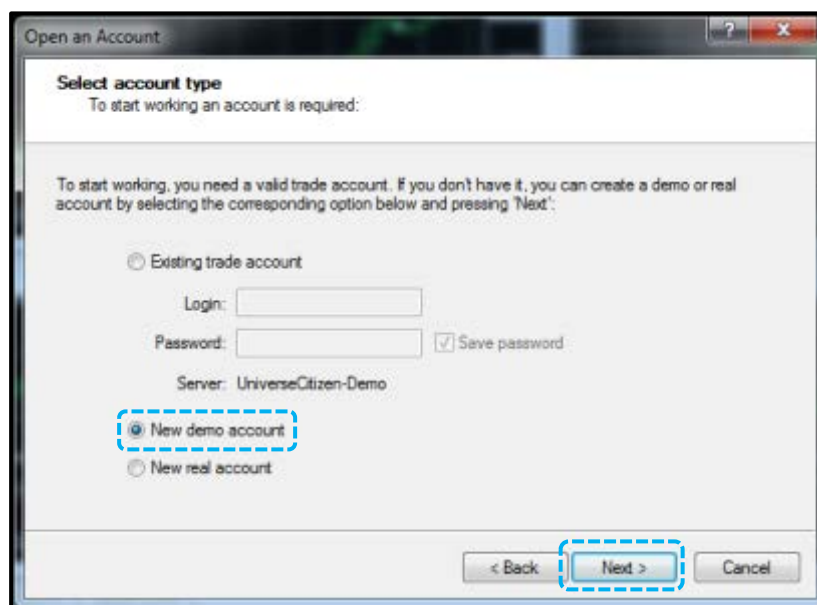 Open an Account
Select account type
To start working an account is required:
To start working, you need a valid trade account. If you don't have it, you can create a demo or real
account by selecting the corresponding option below and pressing 'Next':
Existing trade account
Login:
Password:
Save password
Server: UniverseCitizen-Demo
New demo account
New real account
< Back
Next >
Cancel